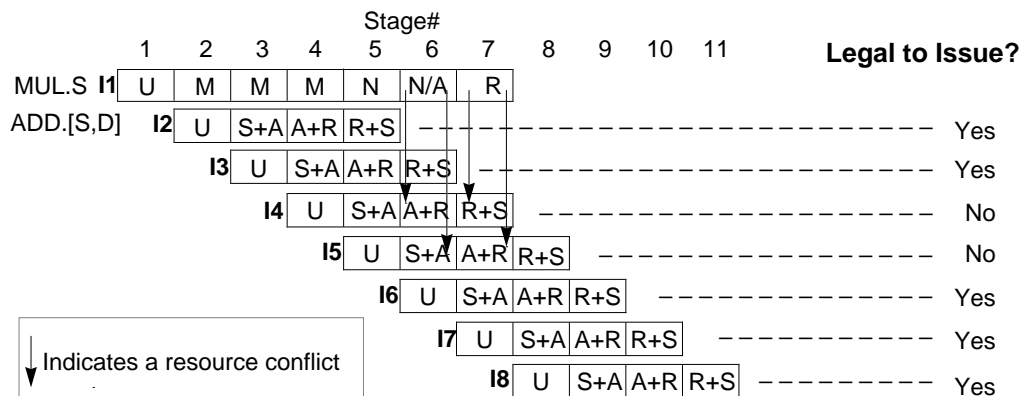 Stage#
1 2 3 4 5 6 7 8 9 10 11 Legal to Issue?
MUL.S I1 U M M M N N/A R
ADD.[S,D] I2 U S+A A+R R+S Yes
I3 U S+A A+R R+S Yes
I4 U S+A A+R R+S No
I5 U S+A A+R R+S No
I6 U S+A A+R R+S Yes
I7 U S+A A+R R+S Yes
Indicates a resource conflict
I8 U S+A A+R R+S Yes